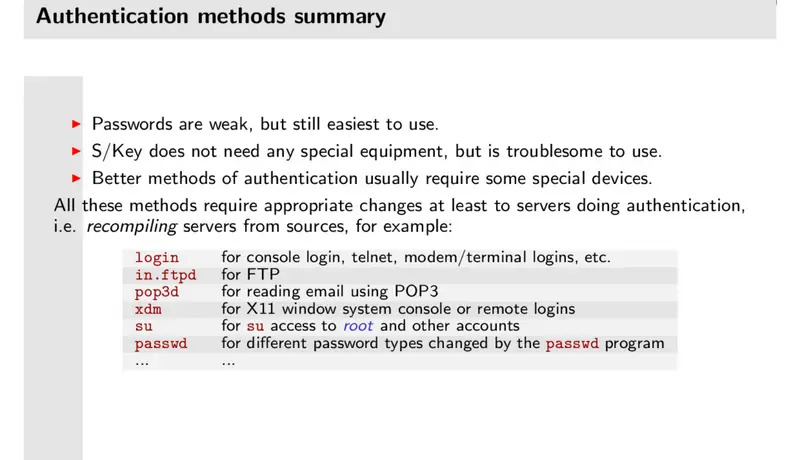 Authentication methods summary
Passwords are weak, but still easiest to use.
S/Key does not need any special equipment, but is troublesome to use.
Better methods of authentication usually require some special devices.
All these methods require appropriate changes at least to servers doing authentication,
i.e. recompiling servers from sources, for example:
login for console login, telnet, modem/terminal logins, etc.
in.ftpd for FTP
pop3d for reading email using POP3
xdm for X11 window system console or remote logins
su for su access to root and other accounts
passwd for different password types changed by the passwd program
... ...